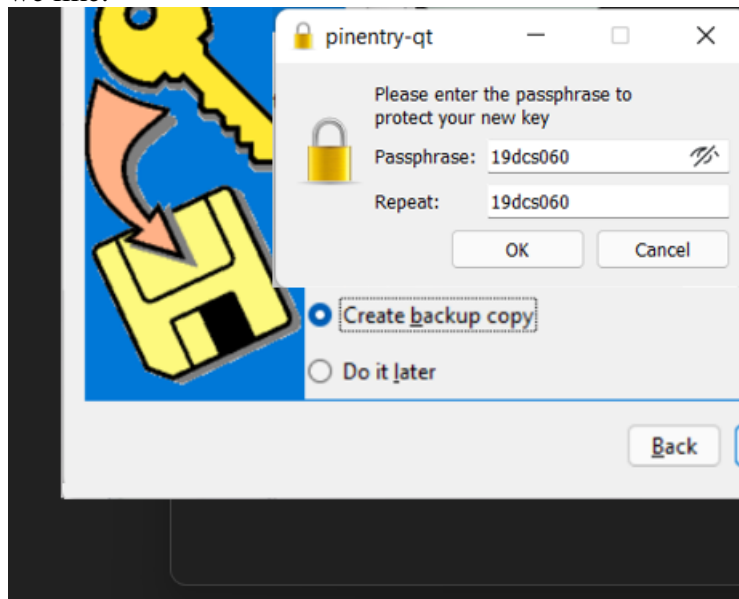 pinentry-qt
Please enter the passphrase to
protect your new key
Passphrase: 19dcs060
Repeat: 19dcs060
OK Cancel
Create backup copy
Do it later
Back